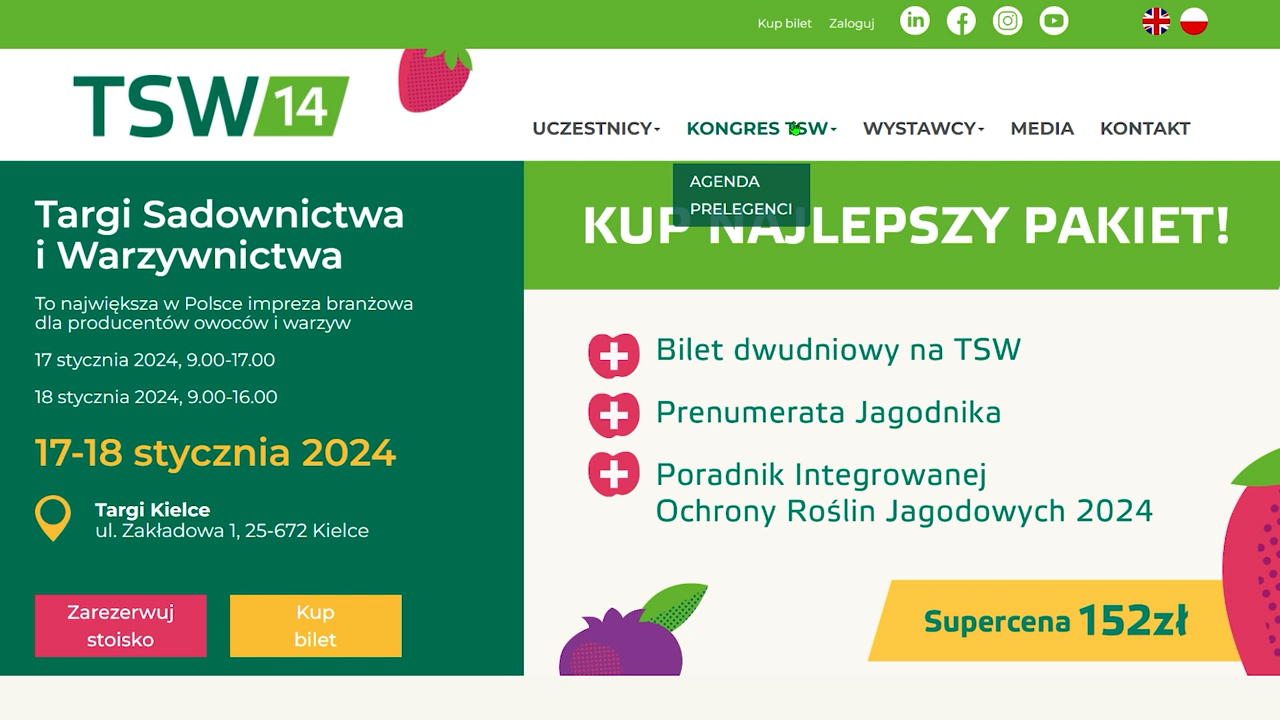 Kup bilet Zaloguj
TSW 14
UCZESTNICY KONGRES TSW WYSTAWCY MEDIA KONTAKT
AGENDA
PRELEGENCI
Targi Sadownictwa
i Warzywnictwa
To największa w Polsce impreza branżowa
dla producentów owoców i warzyw
17 stycznia 2024, 9.00-17.00
18 stycznia 2024, 9.00-16.00
17-18 stycznia 2024
Targi Kielce
ul. Zakładowa 1, 25-672 Kielce
Zarezerwuj
stoisko
Kup
bilet
KUP NAJLEPSZY PAKIET!
Bilet dwudniowy na TSW
Prenumerata Jagodnika
Poradnik Integrowanej
Ochrony Roślin Jagodowych 2024
Supercena 152zł